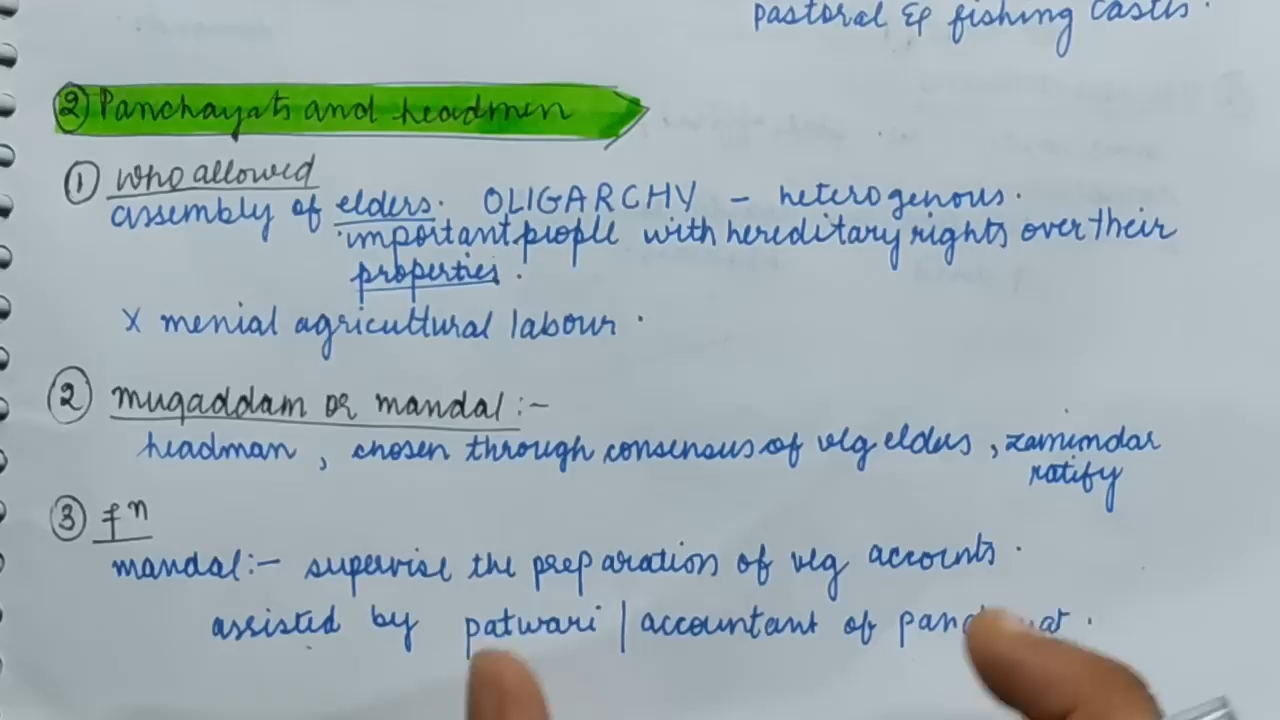 pastoral & fishing castes.
② Panchayats and headmen
① who allowed
assembly of elders. OLIGARCHY - heterogenous.
important people with hereditary rights over their
properties.
x menial agricultural labour.
② muqaddam or mandal :-
headman, chosen through consensus of vlg elders, zamindar
ratify
③ fⁿ
mandal :- supervise the preparation of vlg accounts.
assisted by patwari / accountant of